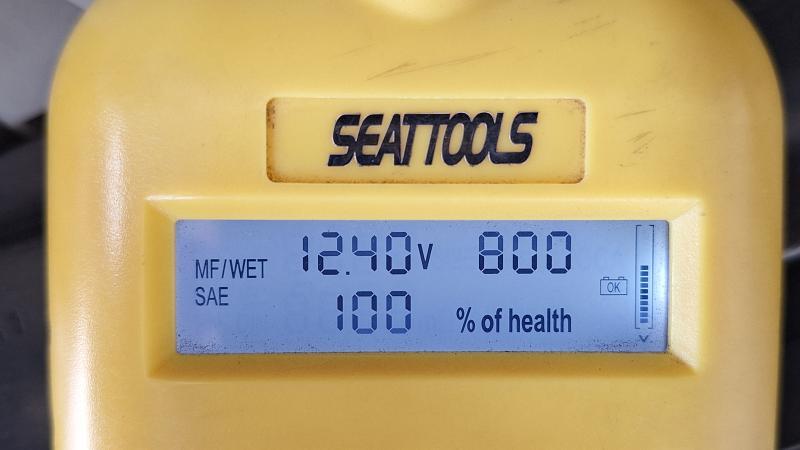 SEATTOOLS
MF/WET 12.40V 800
SAE 100 % of health
OK
V